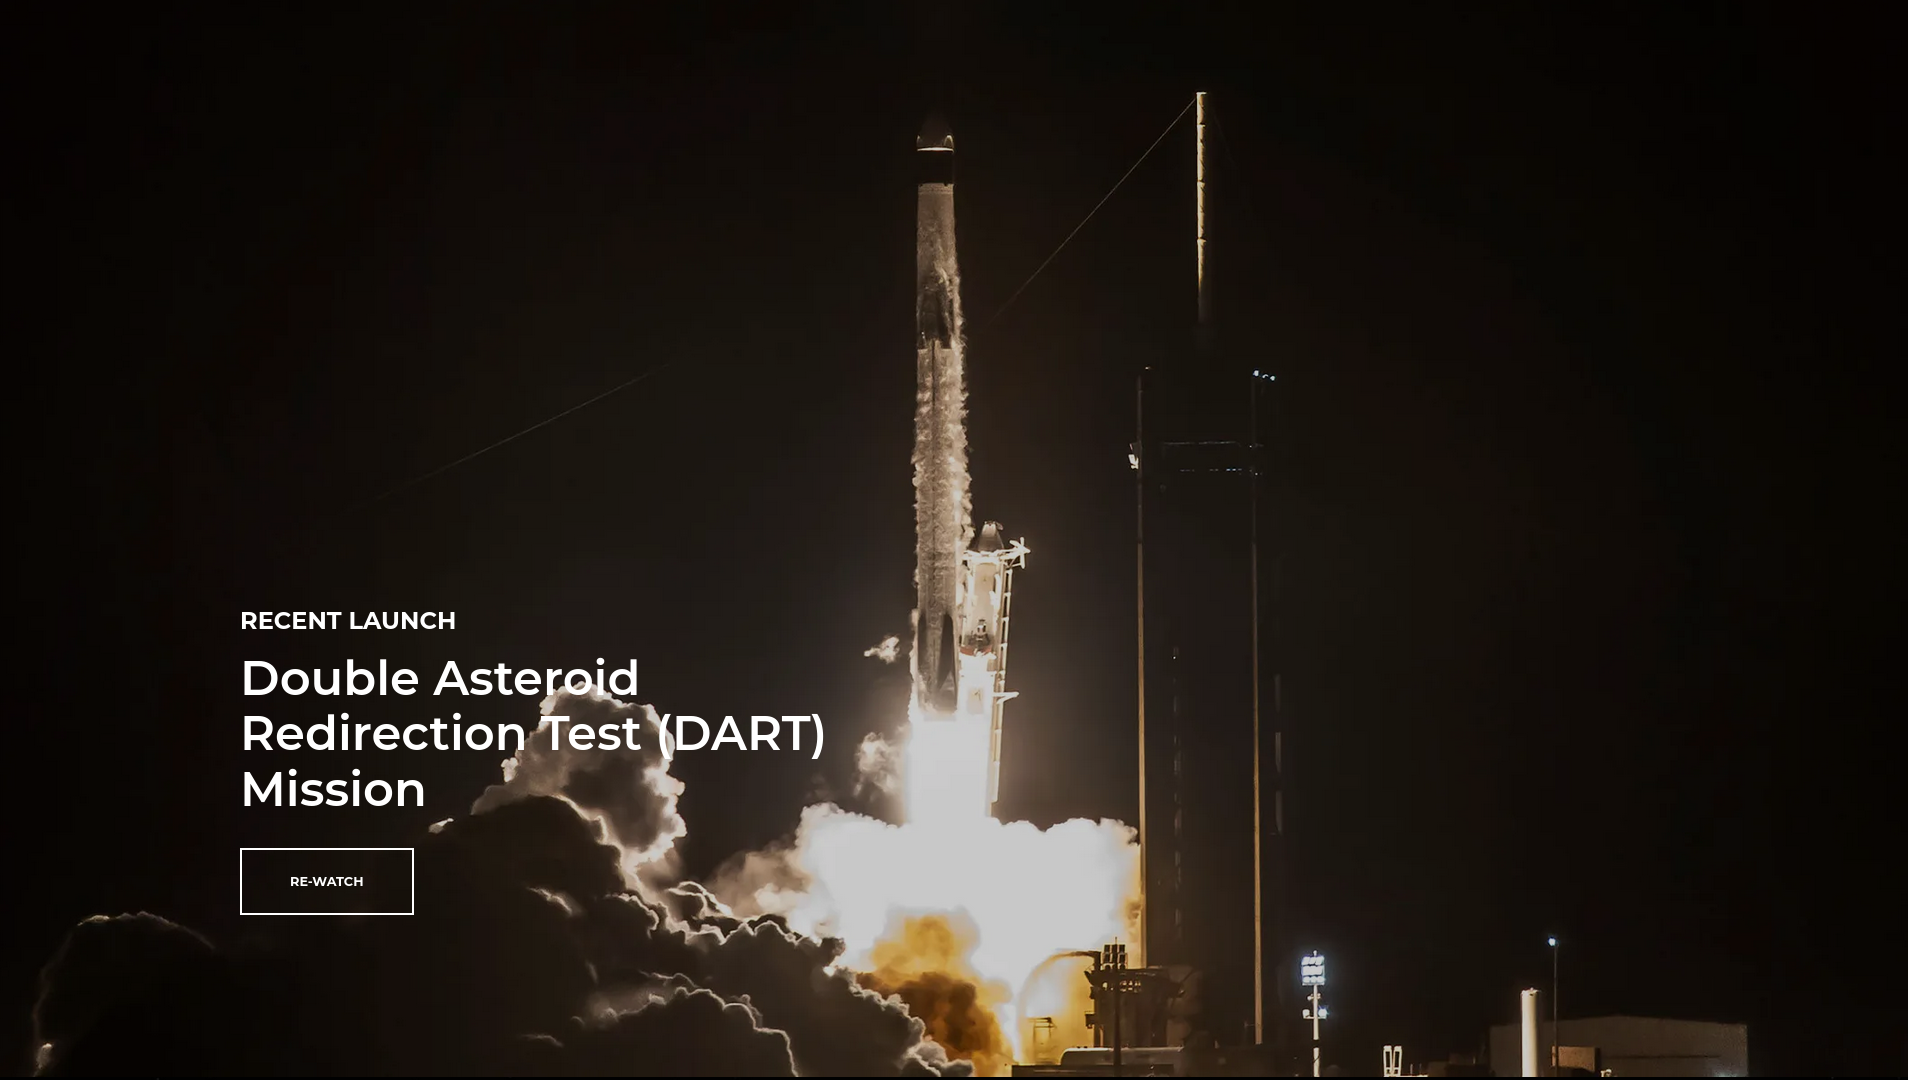 RECENT LAUNCH
Double Asteroid
Redirection Test (DART)
Mission
RE-WATCH